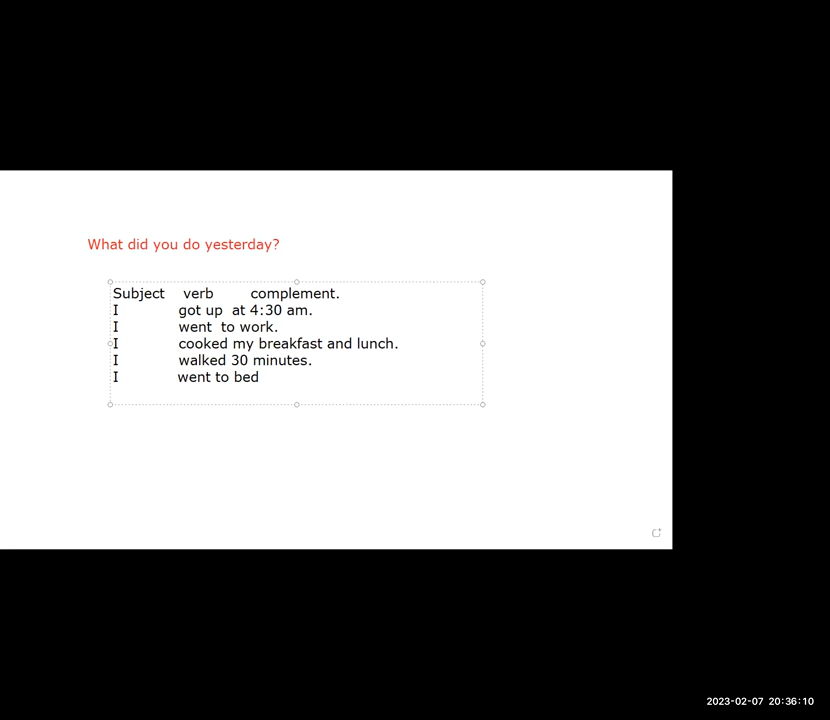 What did you do yesterday?
Subject verb complement.
I got up at 4:30 am.
I went to work.
I cooked my breakfast and lunch.
I walked 30 minutes.
I went to bed
2023-02-07 20:36:10